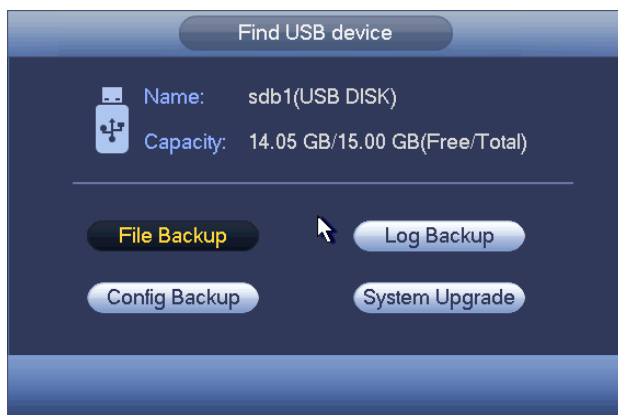 Find USB device
Name: sdb1(USB DISK)
Capacity: 14.05 GB/15.00 GB(Free/Total)
File Backup Log Backup
Config Backup System Upgrade